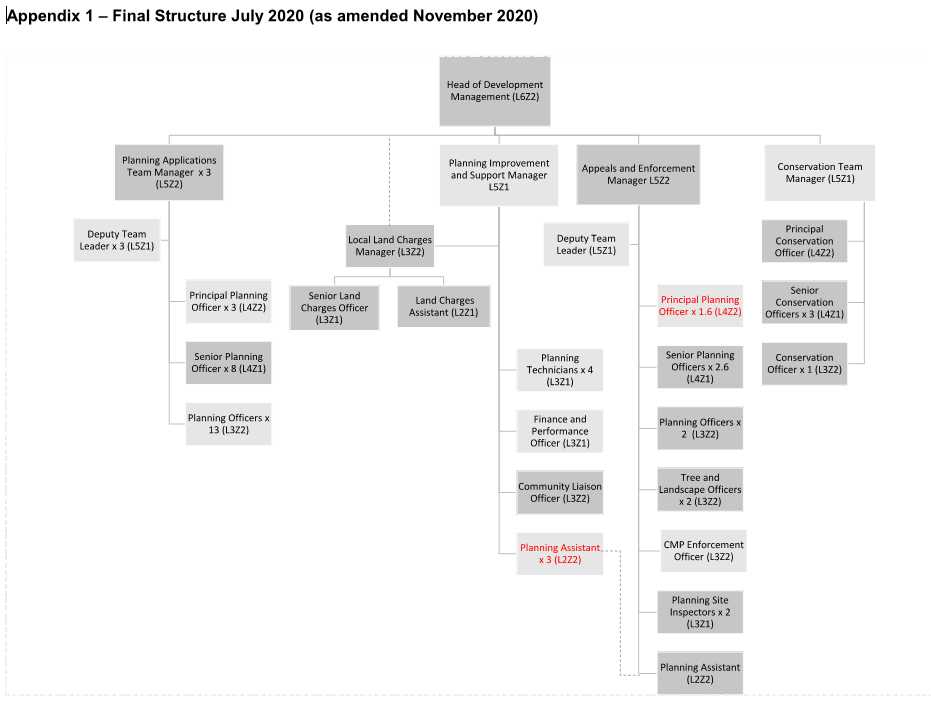 Appendix 1 – Final Structure July 2020 (as amended November 2020)
Head of Development
Management (L6Z2)
Planning Applications
Team Manager x 3
(L5Z2)
Deputy Team
Leader x 3 (L5Z1)
Principal Planning
Officer x 3 (L4Z2)
Senior Planning
Officer x 8 (L4Z1)
Planning Officers x
13 (L3Z2)
Local Land Charges
Manager (L3Z2)
Senior Land
Charges Officer
(L3Z1)
Land Charges
Assistant (L2Z1)
Planning Improvement
and Support Manager
L5Z1
Planning
Technicians x 4
(L3Z1)
Finance and
Performance
Officer (L3Z1)
Community Liaison
Officer (L3Z2)
Planning Assistant
x 3 (L2Z2)
Appeals and Enforcement
Manager L5Z2
Deputy Team
Leader (L5Z1)
Principal Planning
Officer x 1.6 (L4Z2)
Senior Planning
Officers x 2.6
(L4Z1)
Planning Officers x
2 (L3Z2)
Tree and
Landscape Officers
x 2 (L3Z2)
CMP Enforcement
Officer (L3Z2)
Planning Site
Inspectors x 2
(L3Z1)
Planning Assistant
(L2Z2)
Conservation Team
Manager (L5Z1)
Principal
Conservation
Officer (L4Z2)
Senior
Conservation
Officers x 3 (L4Z1)
Conservation
Officer x 1 (L3Z2)